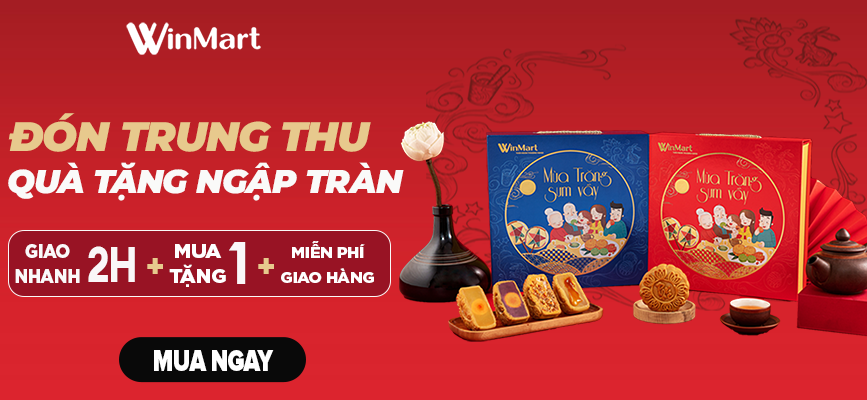 WinMart
ĐÓN TRUNG THU
QUÀ TẶNG NGẬP TRÀN
GIAO NHANH 2H + MUA TẶNG 1 + MIỄN PHÍ GIAO HÀNG
MUA NGAY
WinMart
Mùa Trăng
sum vầy
WinMart
Mùa Trăng
sum vầy